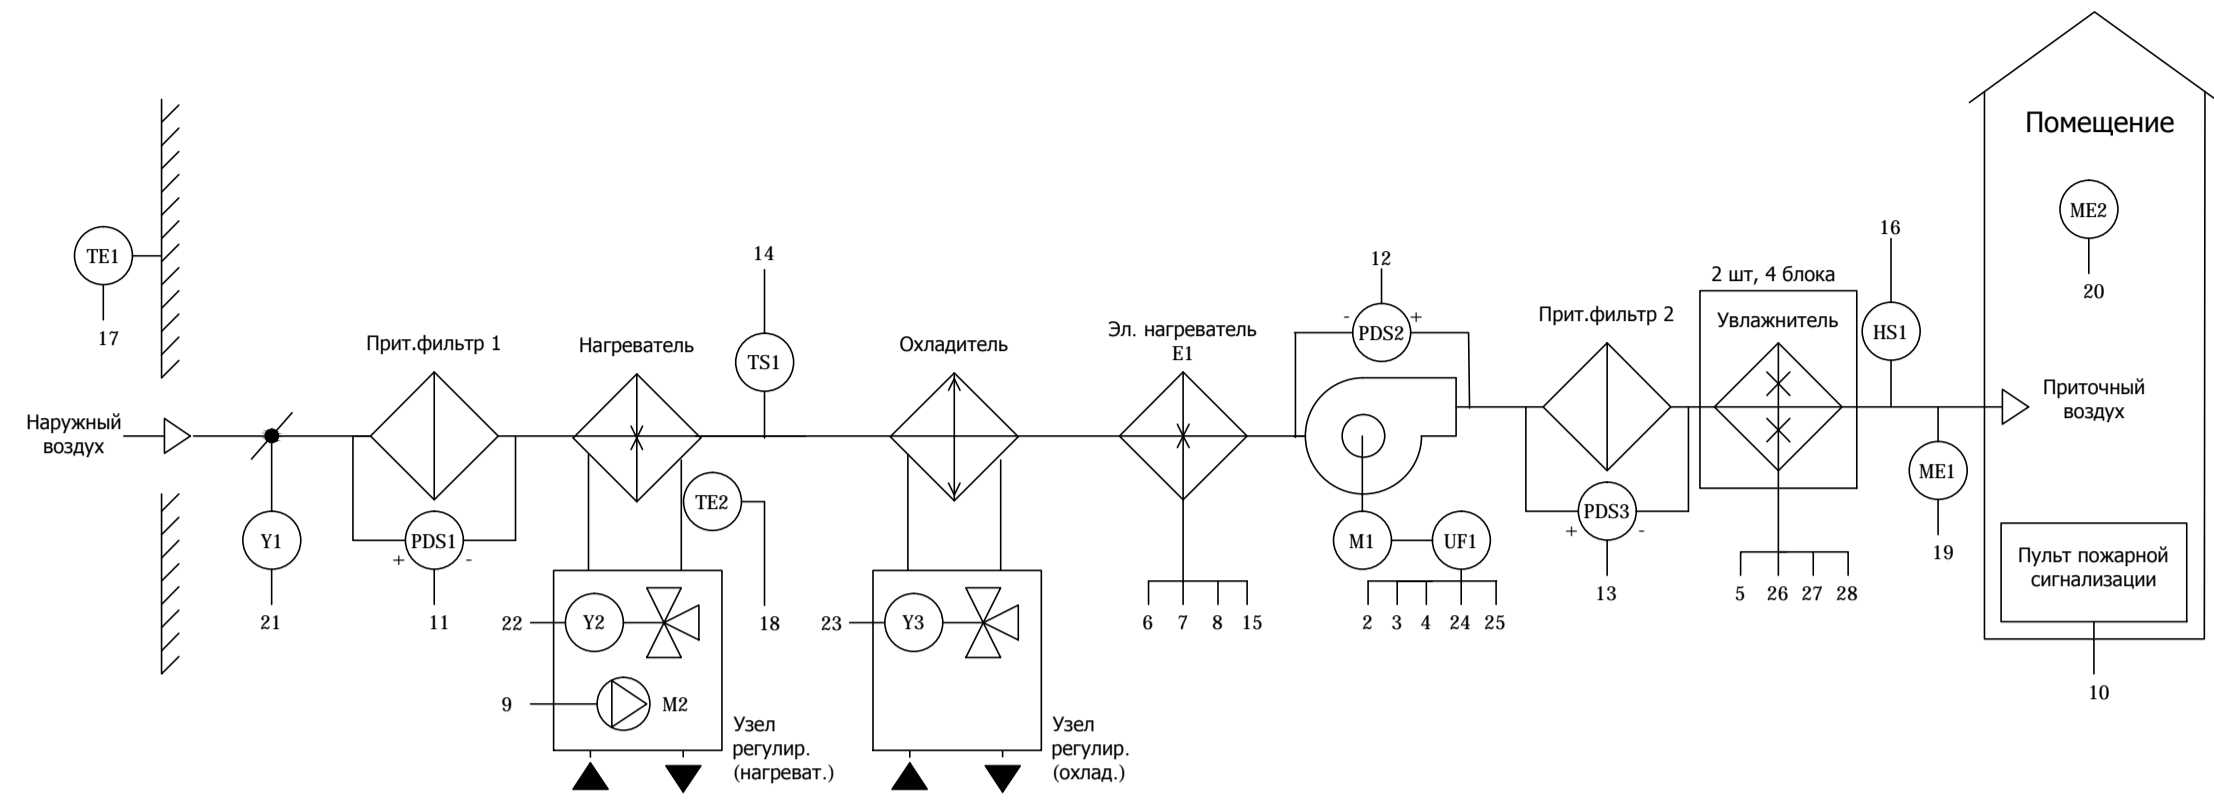 Помещение
ME2
20
16
2 шт, 4 блока
12
14
TE1
17
Прит.фильтр 1
Нагреватель
TS1
Охладитель
Эл. нагреватель
E1
- PDS2 +
Прит.фильтр 2
Увлажнитель
HS1
Наружный
воздух
Приточный
воздух
Y1
21
+ PDS1 -
11
TE2
18
M1
UF1
+ PDS3 -
13
ME1
19
6 7 8 15
2 3 4 24 25
5 26 27 28
Пульт пожарной
сигнализации
10
22
Y2
9
M2
Узел
регулир.
(нагреват.)
23
Y3
Узел
регулир.
(охлад.)